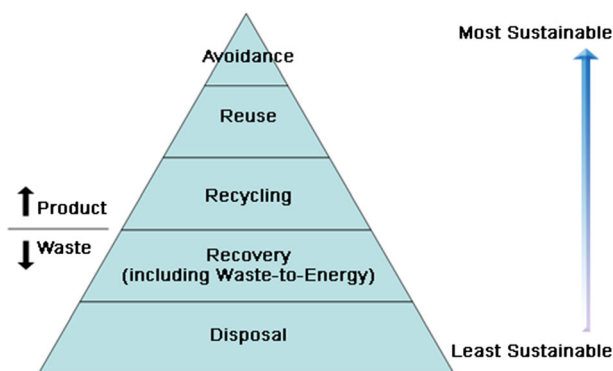 Most Sustainable
Avoidance
Reuse
Recycling
Product
Waste
Recovery
(including Waste-to-Energy)
Disposal
Least Sustainable